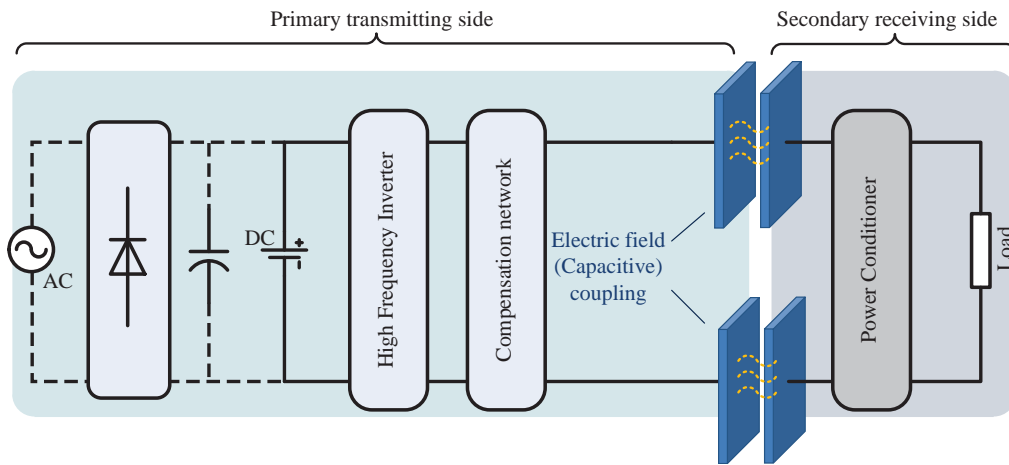 Primary transmitting side
Secondary receiving side
AC
DC
High Frequency Inverter
Compensation network
Electric field
(Capacitive)
coupling
Power Conditioner
Load